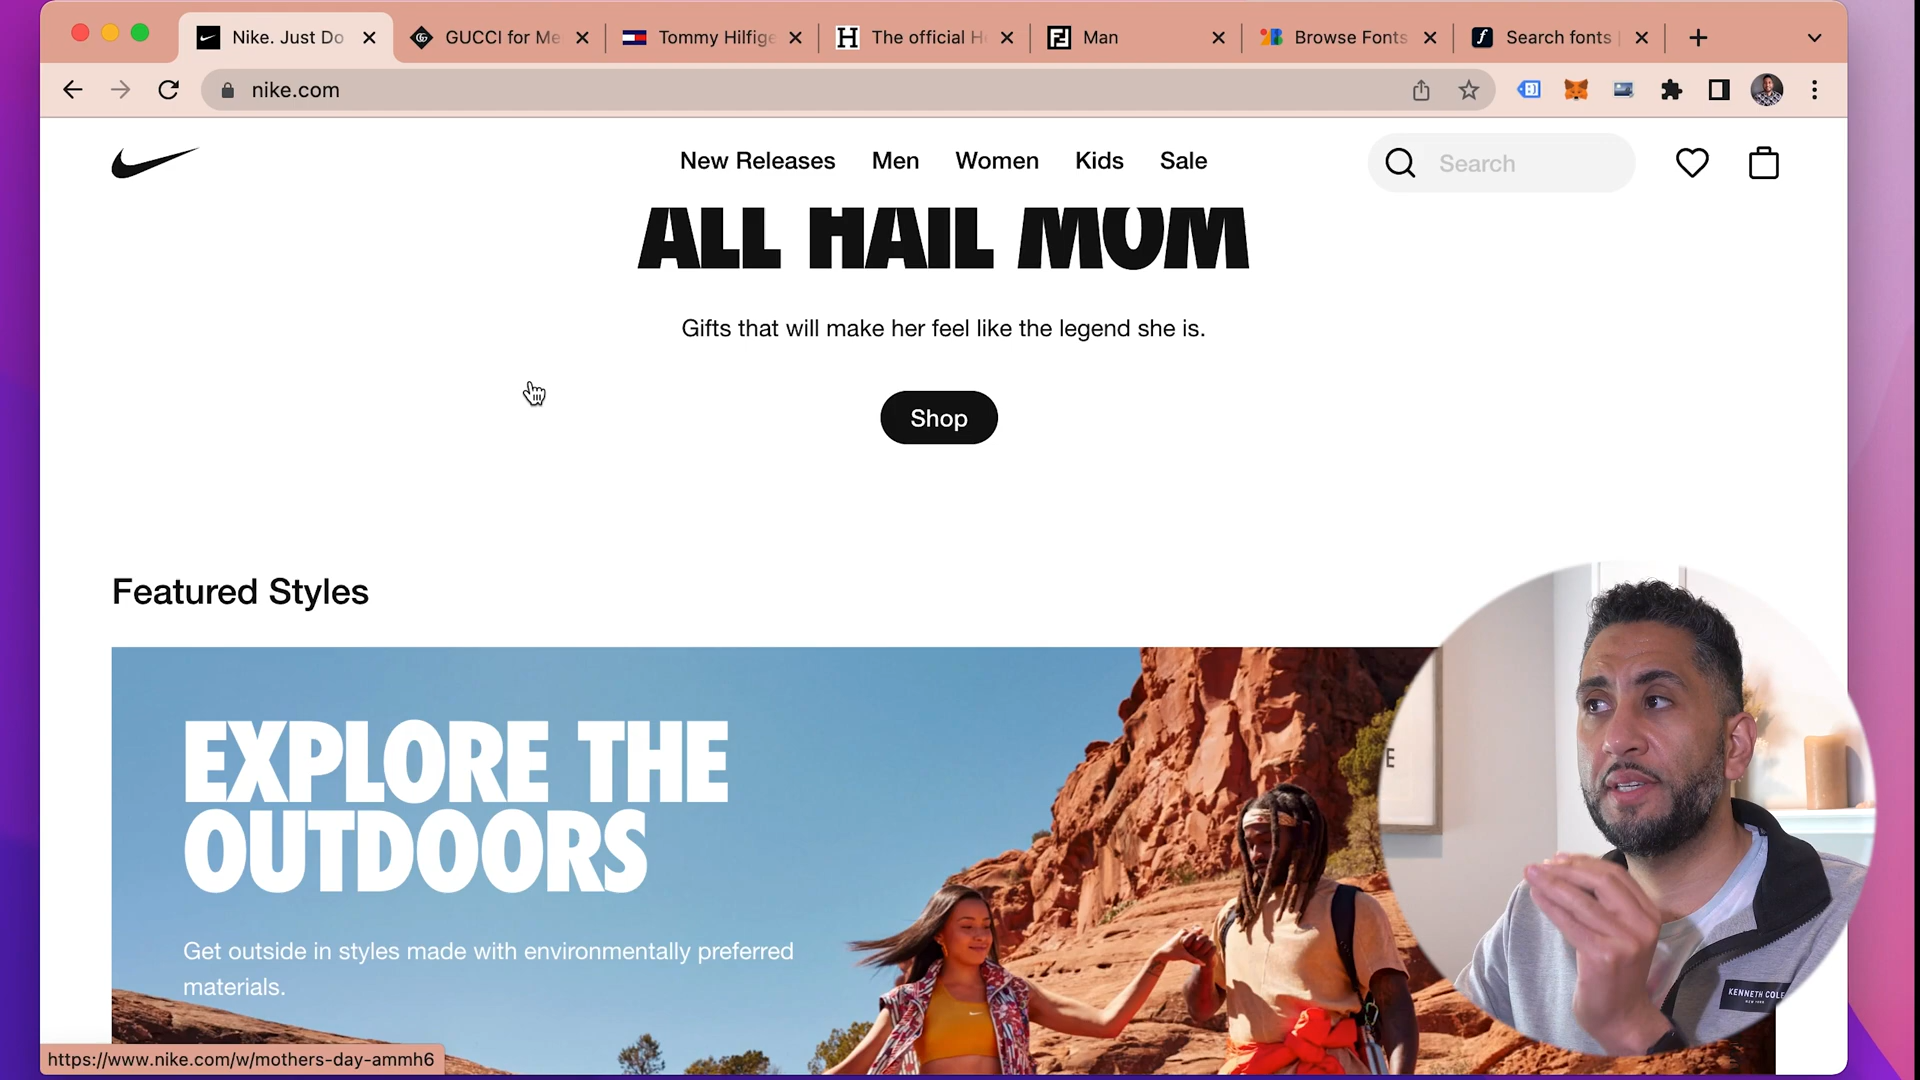 Nike. Just Do
GUCCI for Me
Tommy Hilfige
The official He
Man
Browse Fonts
Search fonts
nike.com
New Releases
Men
Women
Kids
Sale
Search
ALL HAIL MOM
Gifts that will make her feel like the legend she is.
Shop
Featured Styles
EXPLORE THE
OUTDOORS
Get outside in styles made with environmentally preferred
materials.
E
KENNETH COLE
NEW YORK
https://www.nike.com/w/mothers-day-ammh6